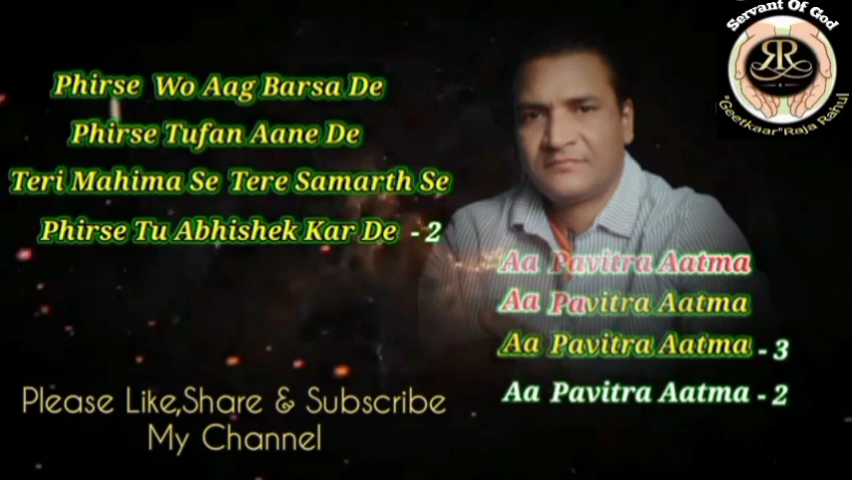 Servant Of God
RR
"Geetkaar" Raja Rahul
Phirse Wo Aag Barsa De
Phirse Tufan Aane De
Teri Mahima Se Tere Samarth Se
Phirse Tu Abhishek Kar De - 2
Aa Pavitra Aatma
Aa Pavitra Aatma
Aa Pavitra Aatma - 3
Aa Pavitra Aatma - 2
Please Like,Share & Subscribe
My Channel